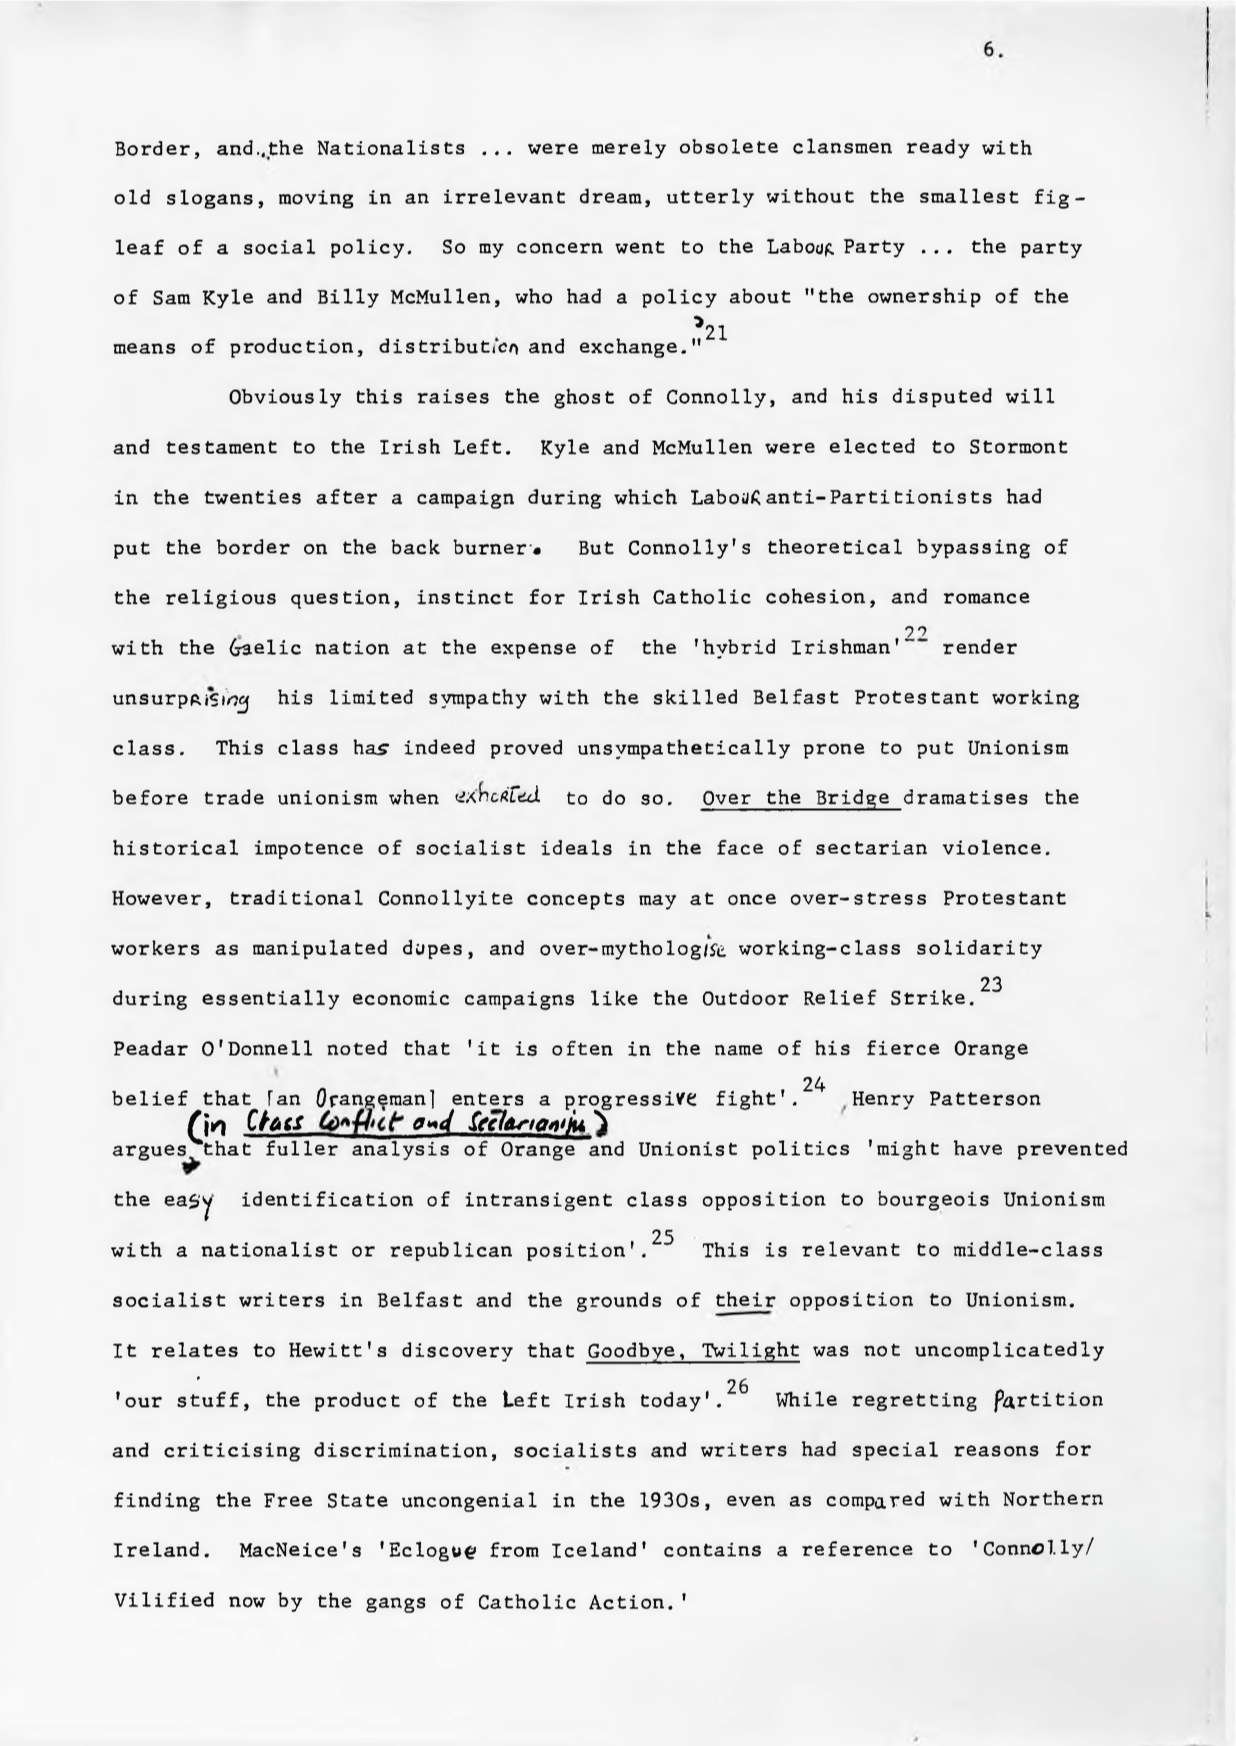 6.
Border, and the Nationalists ... were merely obsolete clansmen ready with
old slogans, moving in an irrelevant dream, utterly without the smallest fig-
leaf of a social policy. So my concern went to the Labour Party ... the party
of Sam Kyle and Billy McMullen, who had a policy about "the ownership of the
means of production, distribution and exchange."'21
Obviously this raises the ghost of Connolly, and his disputed will
and testament to the Irish Left. Kyle and McMullen were elected to Stormont
in the twenties after a campaign during which Labour anti-Partitionists had
put the border on the back burner. But Connolly's theoretical bypassing of
the religious question, instinct for Irish Catholic cohesion, and romance
with the Gaelic nation at the expense of the 'hybrid Irishman'22 render
unsurprising his limited sympathy with the skilled Belfast Protestant working
class. This class has indeed proved unsympathetically prone to put Unionism
before trade unionism when exhorted to do so. Over the Bridge dramatises the
historical impotence of socialist ideals in the face of sectarian violence.
However, traditional Connollyite concepts may at once over-stress Protestant
workers as manipulated dupes, and over-mythologise working-class solidarity
during essentially economic campaigns like the Outdoor Relief Strike.23
Peadar O'Donnell noted that 'it is often in the name of his fierce Orange
belief that [an Orangeman] enters a progressive fight'.24 Henry Patterson
(in Class Conflict and Sectarianism)
argues that fuller analysis of Orange and Unionist politics 'might have prevented
the easy identification of intransigent class opposition to bourgeois Unionism
with a nationalist or republican position'.25 This is relevant to middle-class
socialist writers in Belfast and the grounds of their opposition to Unionism.
It relates to Hewitt's discovery that Goodbye, Twilight was not uncomplicatedly
'our stuff, the product of the Left Irish today'.26 While regretting Partition
and criticising discrimination, socialists and writers had special reasons for
finding the Free State uncongenial in the 1930s, even as compared with Northern
Ireland. MacNeice's 'Eclogue from Iceland' contains a reference to 'Connolly/
Vilified now by the gangs of Catholic Action.'